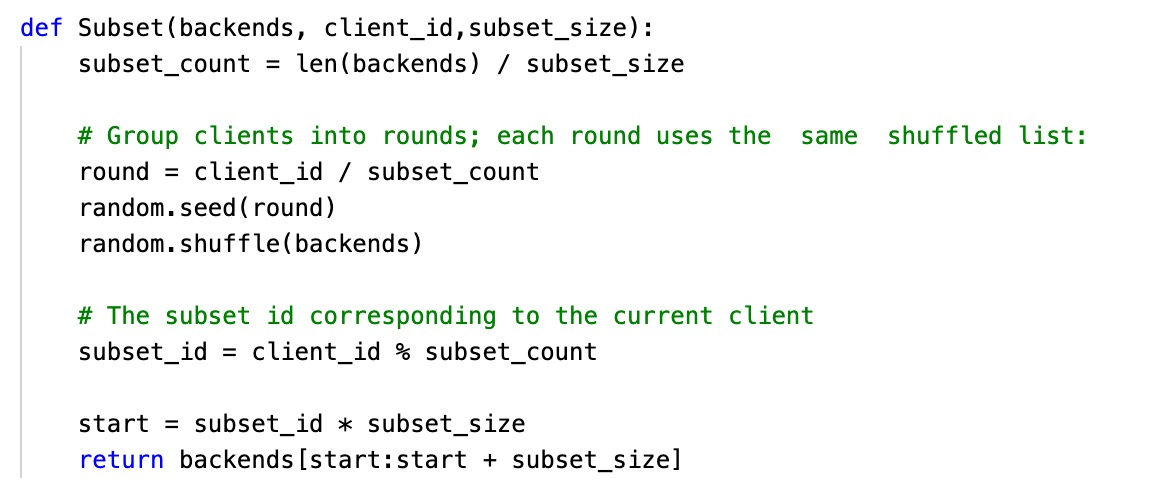 def Subset(backends, client_id,subset_size):
    subset_count = len(backends) / subset_size
    # Group clients into rounds; each round uses the  same  shuffled list:
    round = client_id / subset_count
    random.seed(round)
    random.shuffle(backends)
    # The subset id corresponding to the current client
    subset_id = client_id % subset_count
    start = subset_id * subset_size
    return backends[start:start + subset_size]